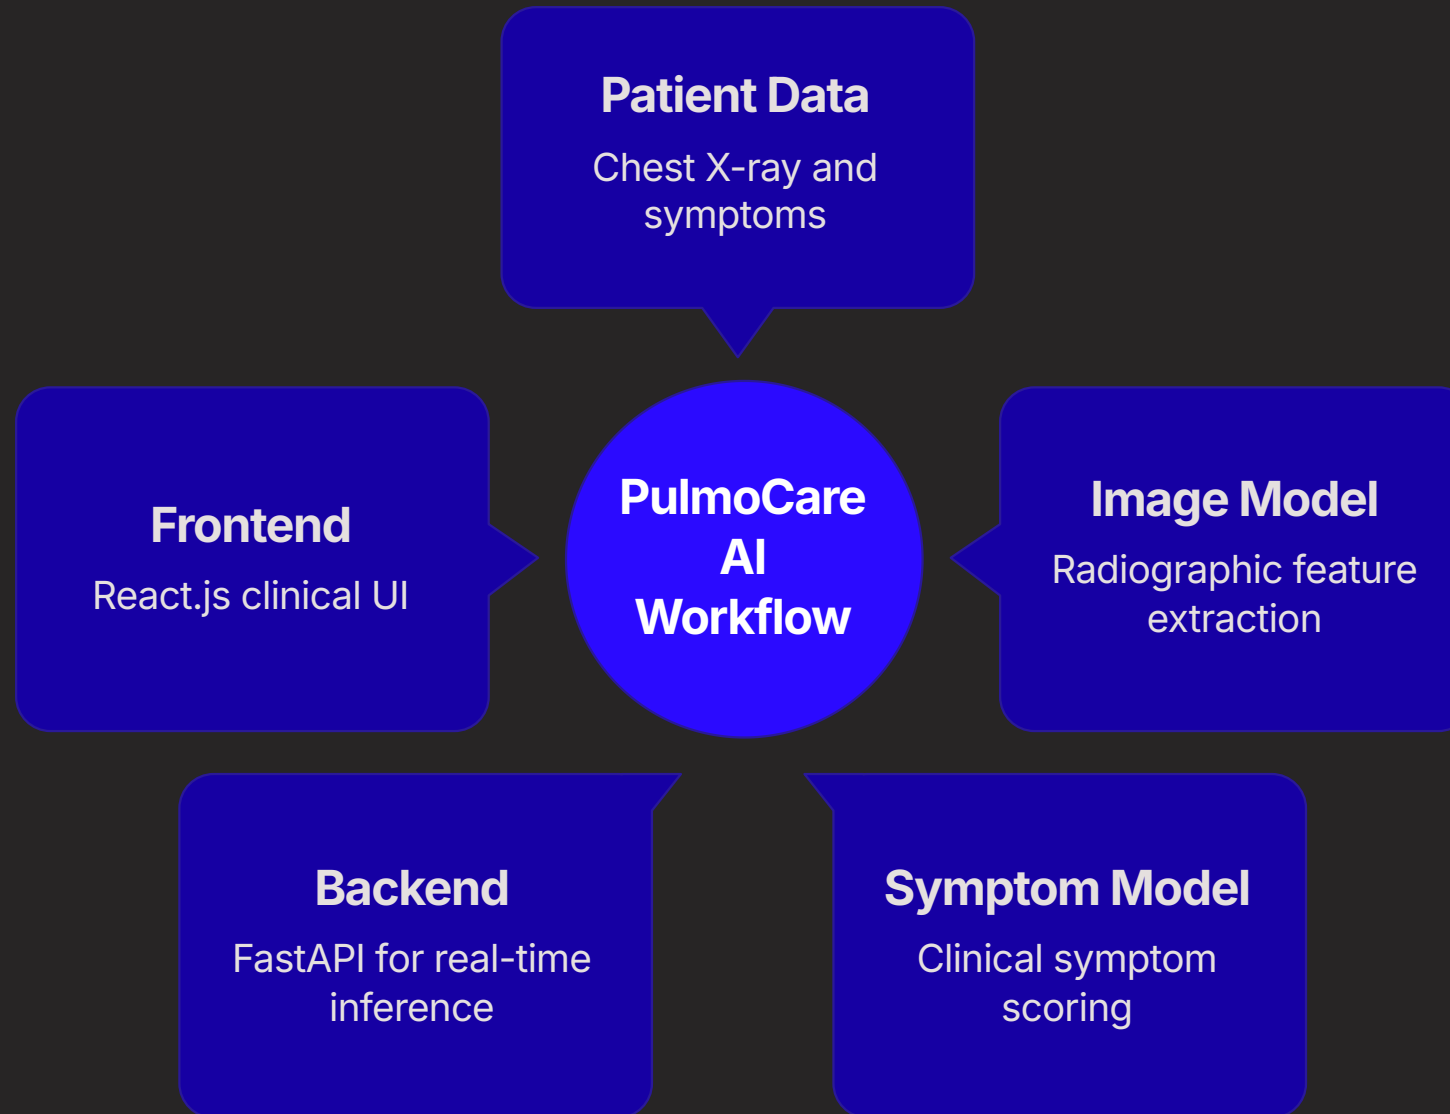 Patient Data
Chest X-ray and
symptoms
Frontend
React.js clinical UI
PulmoCare
AI
Workflow
Image Model
Radiographic feature
extraction
Backend
FastAPI for real-time
inference
Symptom Model
Clinical symptom
scoring